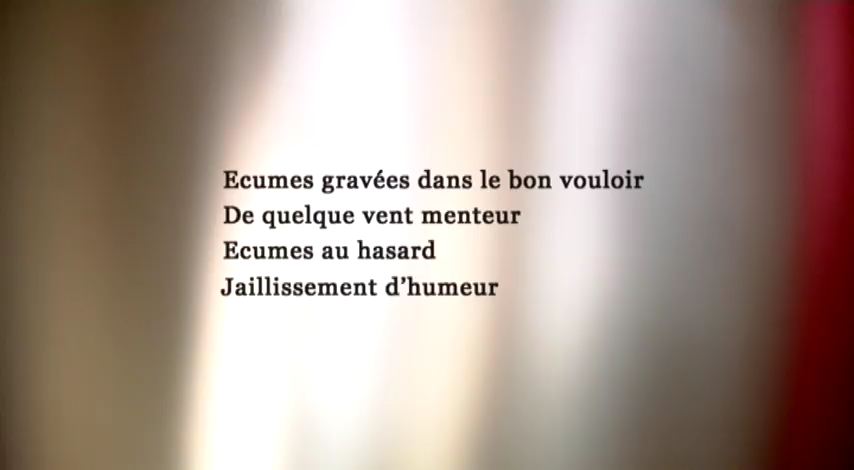 Ecumes gravées dans le bon vouloir
De quelque vent menteur
Ecumes au hasard
Jaillissement d’humeur